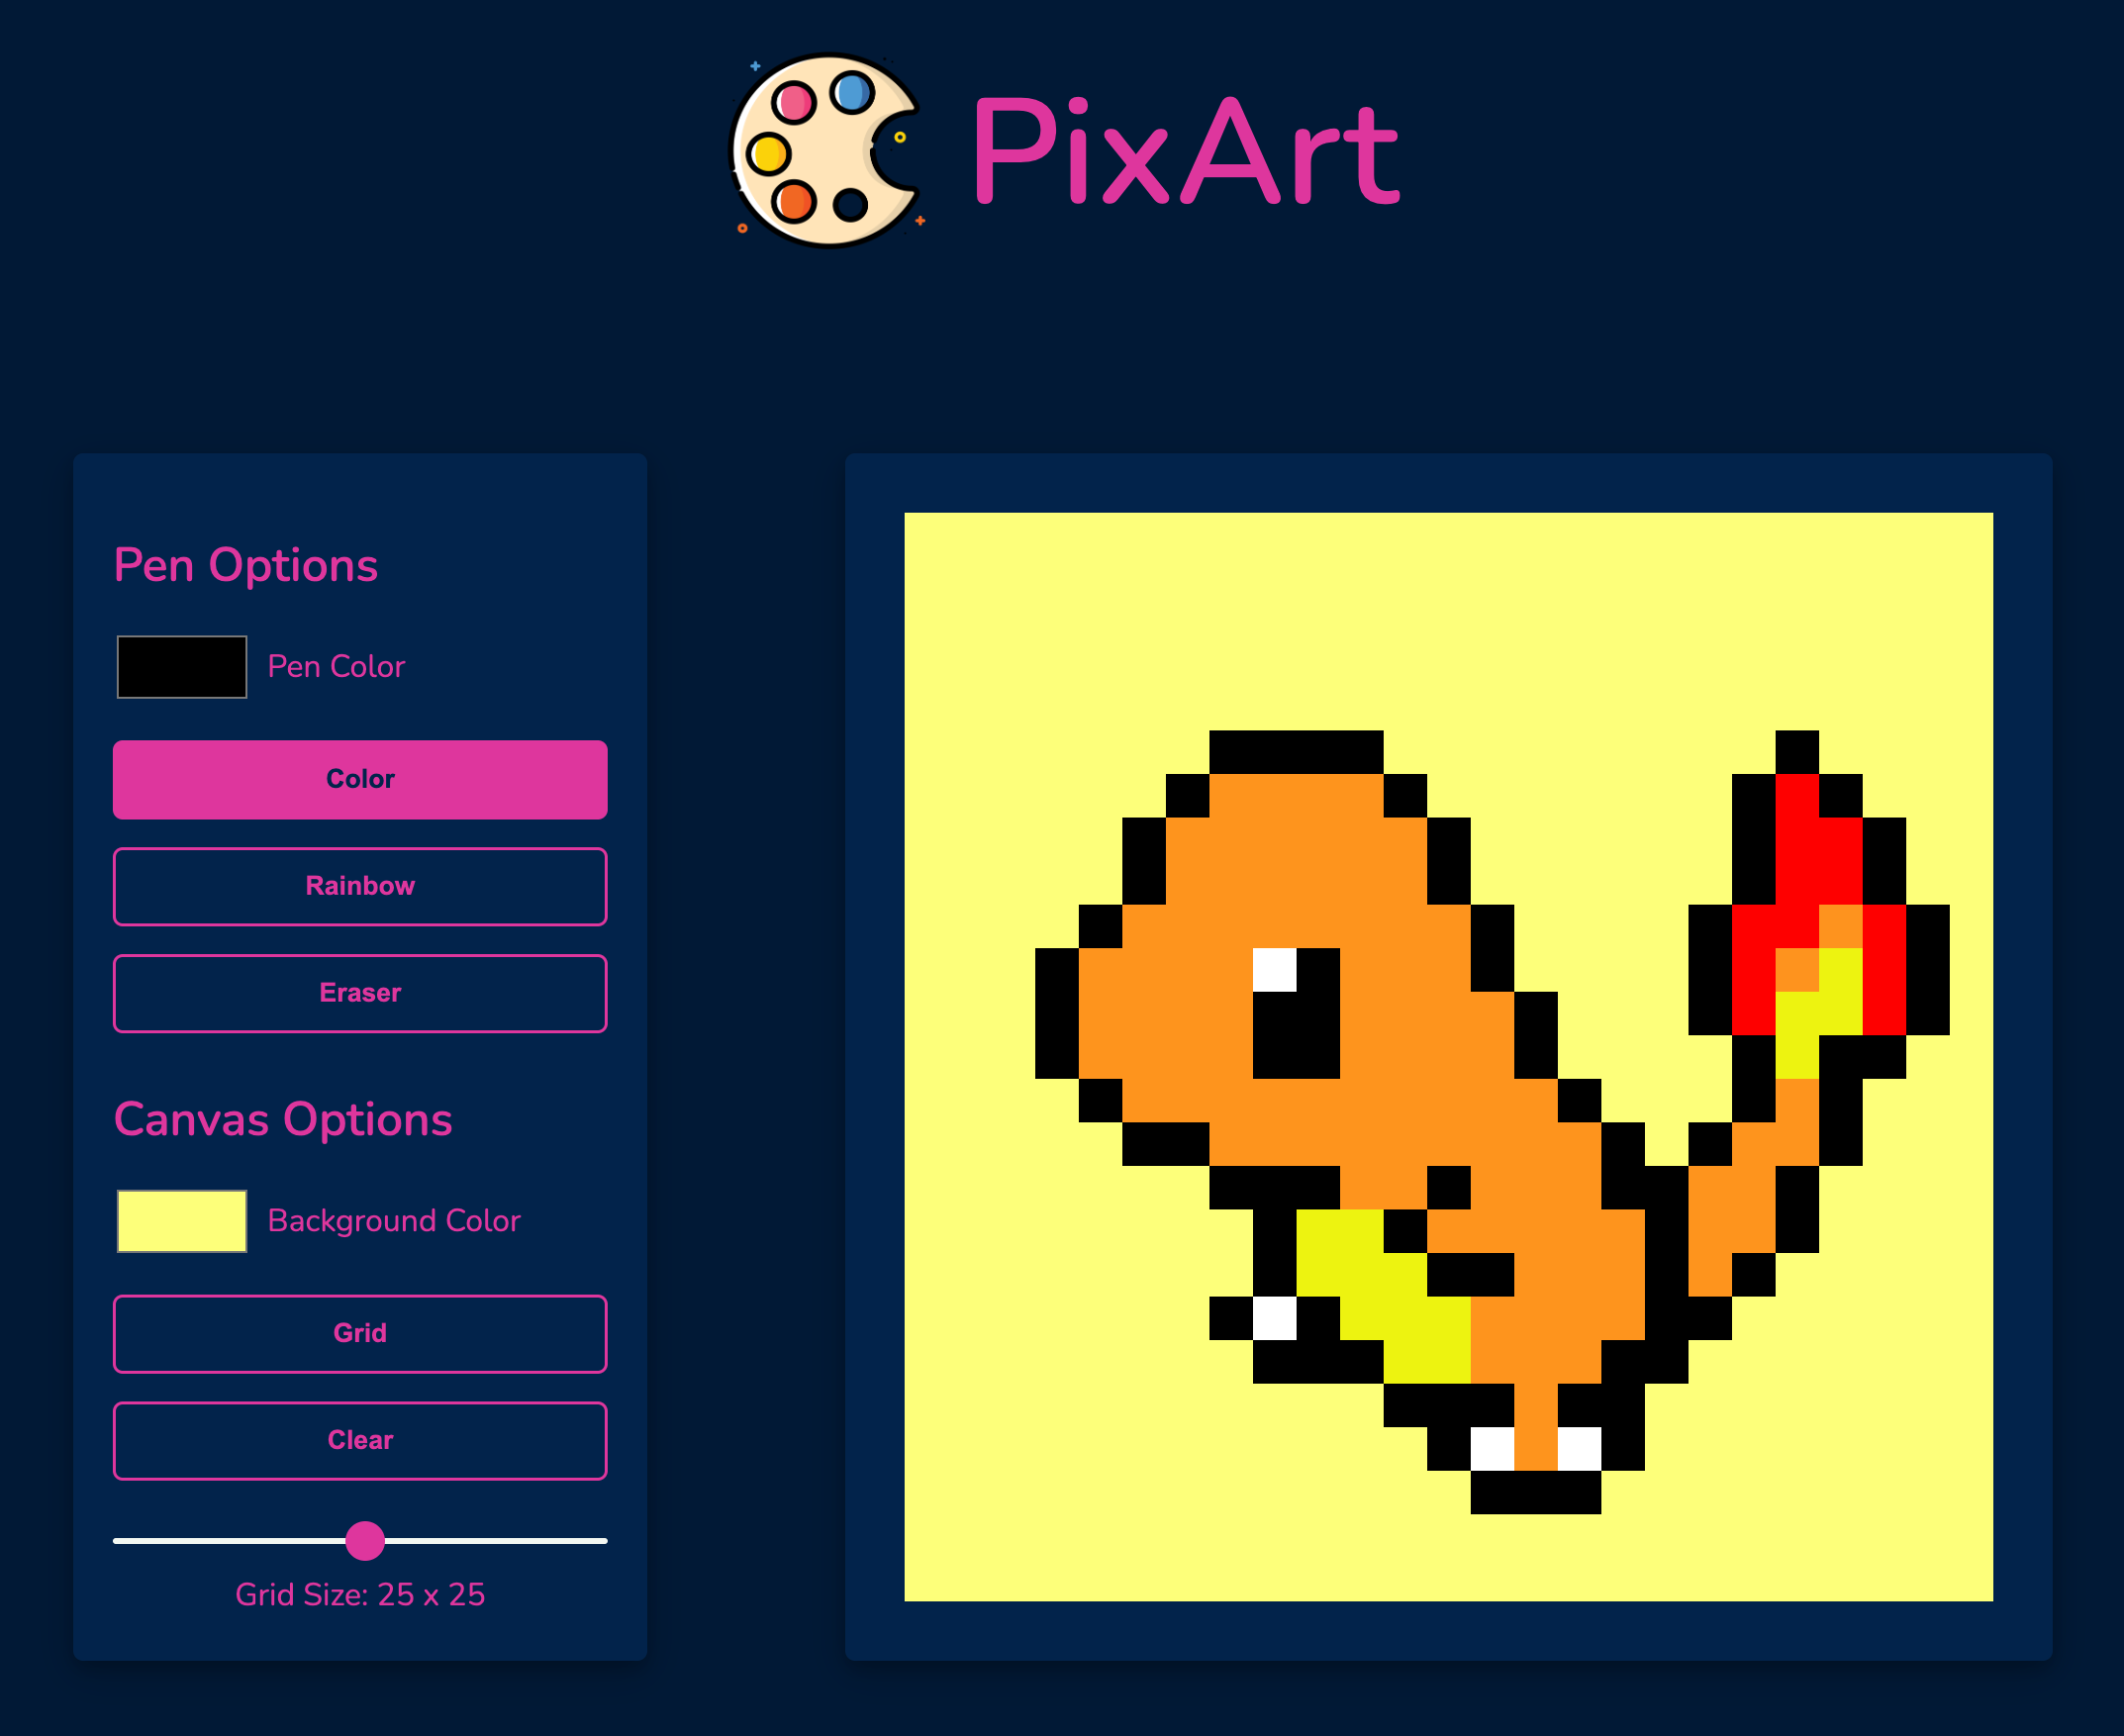 PixArt
Pen Options
Pen Color
Color
Rainbow
Eraser
Canvas Options
Background Color
Grid
Clear
Grid Size: 25 x 25